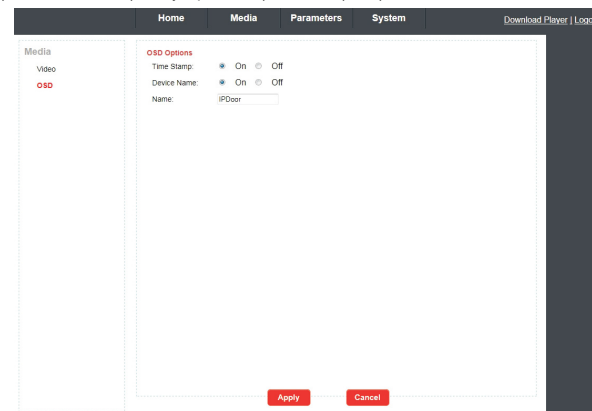 Home Media Parameters System Download Player | Logo
Media
Video
OSD
OSD Options
Time Stamp: On Off
Device Name: On Off
Name: IPDoor
Apply Cancel